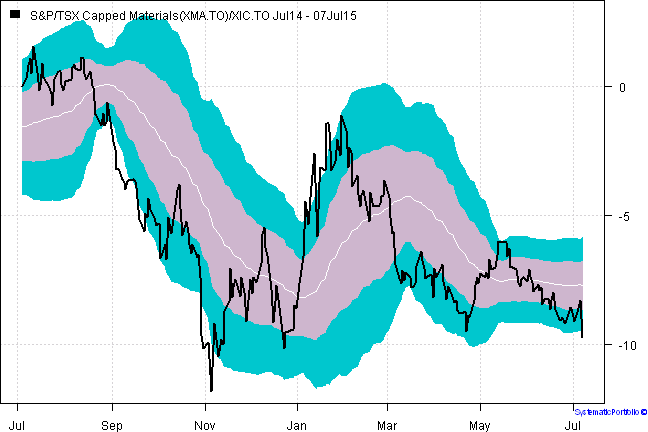 S&P/TSX Capped Materials(XMA.TO)/XIC.TO Jul14 - 07Jul15
0
-5
-10
Jul Sep Nov Jan Mar May Jul
SystematicPortfolio ©